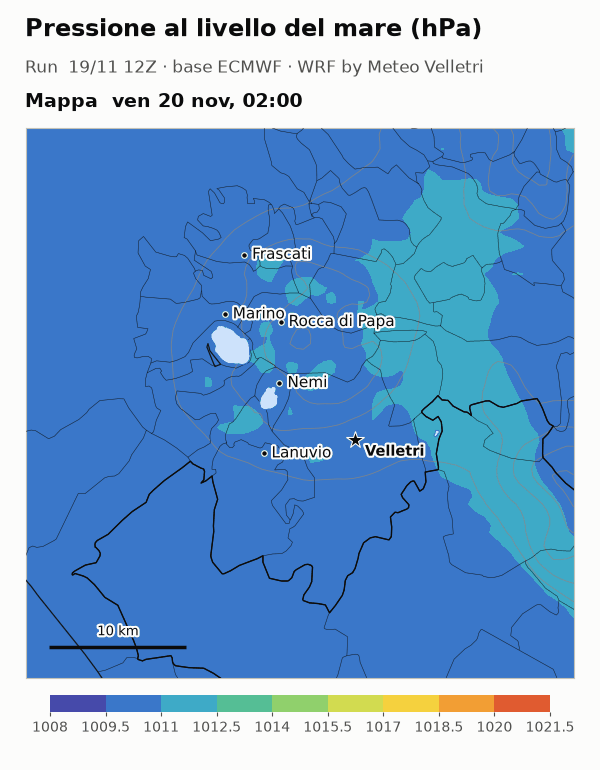 Pressione al livello del mare (hPa)
Run  19/11 12Z · base ECMWF · WRF by Meteo Velletri
Mappa  ven 20 nov, 02:00
Frascati
Marino
Rocca di Papa
Nemi
Velletri
Lanuvio
10 km
1008 1009.5 1011 1012.5 1014 1015.5 1017 1018.5 1020 1021.5